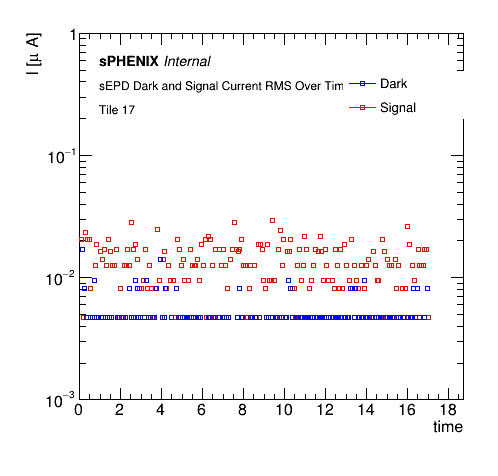 I [μ A]
1
sPHENIX Internal
sEPD Dark and Signal Current RMS Over Tim
Dark
Signal
Tile 17
10⁻¹
10⁻²
10⁻³
0 2 4 6 8 10 12 14 16 18
time